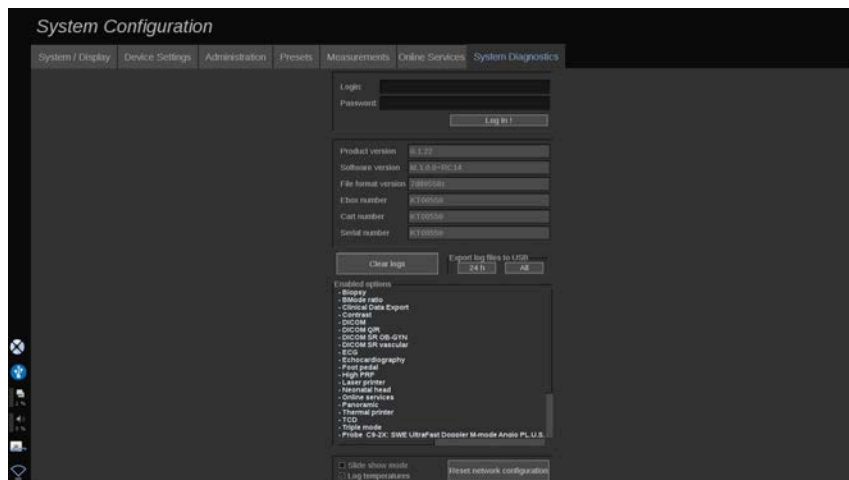 System Configuration
System / Display Device Settings Administration Presets Measurements Online Services System Diagnostics
Login:
Password:
Log in !
Product version
Software version
File format version
Ebox number KT00550
Cart number KT00550
Serial number KT00550
Clear logs
Export log files to USB
24 h All
Enabled options
- Biopsy
- BMode ratio
- Clinical Data Export
- Contrast
- DICOM
- DICOM Q/R
- DICOM SR OB-GYN
- DICOM SR vascular
- ECG
- Echocardiography
- Foot pedal
- High PRF
- Laser printer
- Neonatal head
- Online services
- Panoramic
- Thermal printer
- TCD
- Triple mode
- Probe C9-2X: SWE UltraFast Doppler M-mode Angio PL.U.S.
Slide show mode
Log temperatures
Reset network configuration